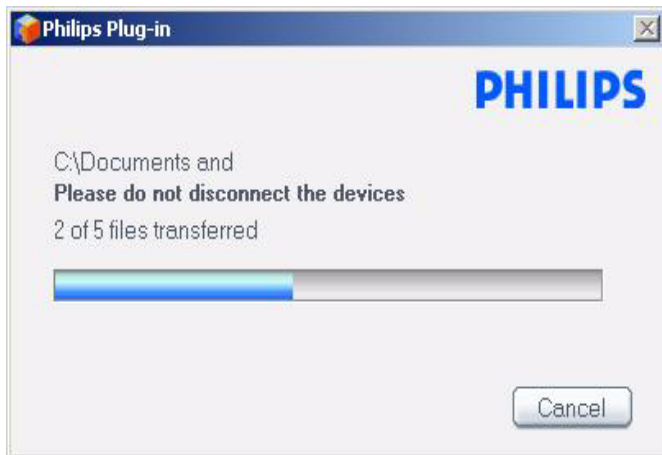 Philips Plug-in
PHILIPS
C:\Documents and
Please do not disconnect the devices
2 of 5 files transferred
Cancel